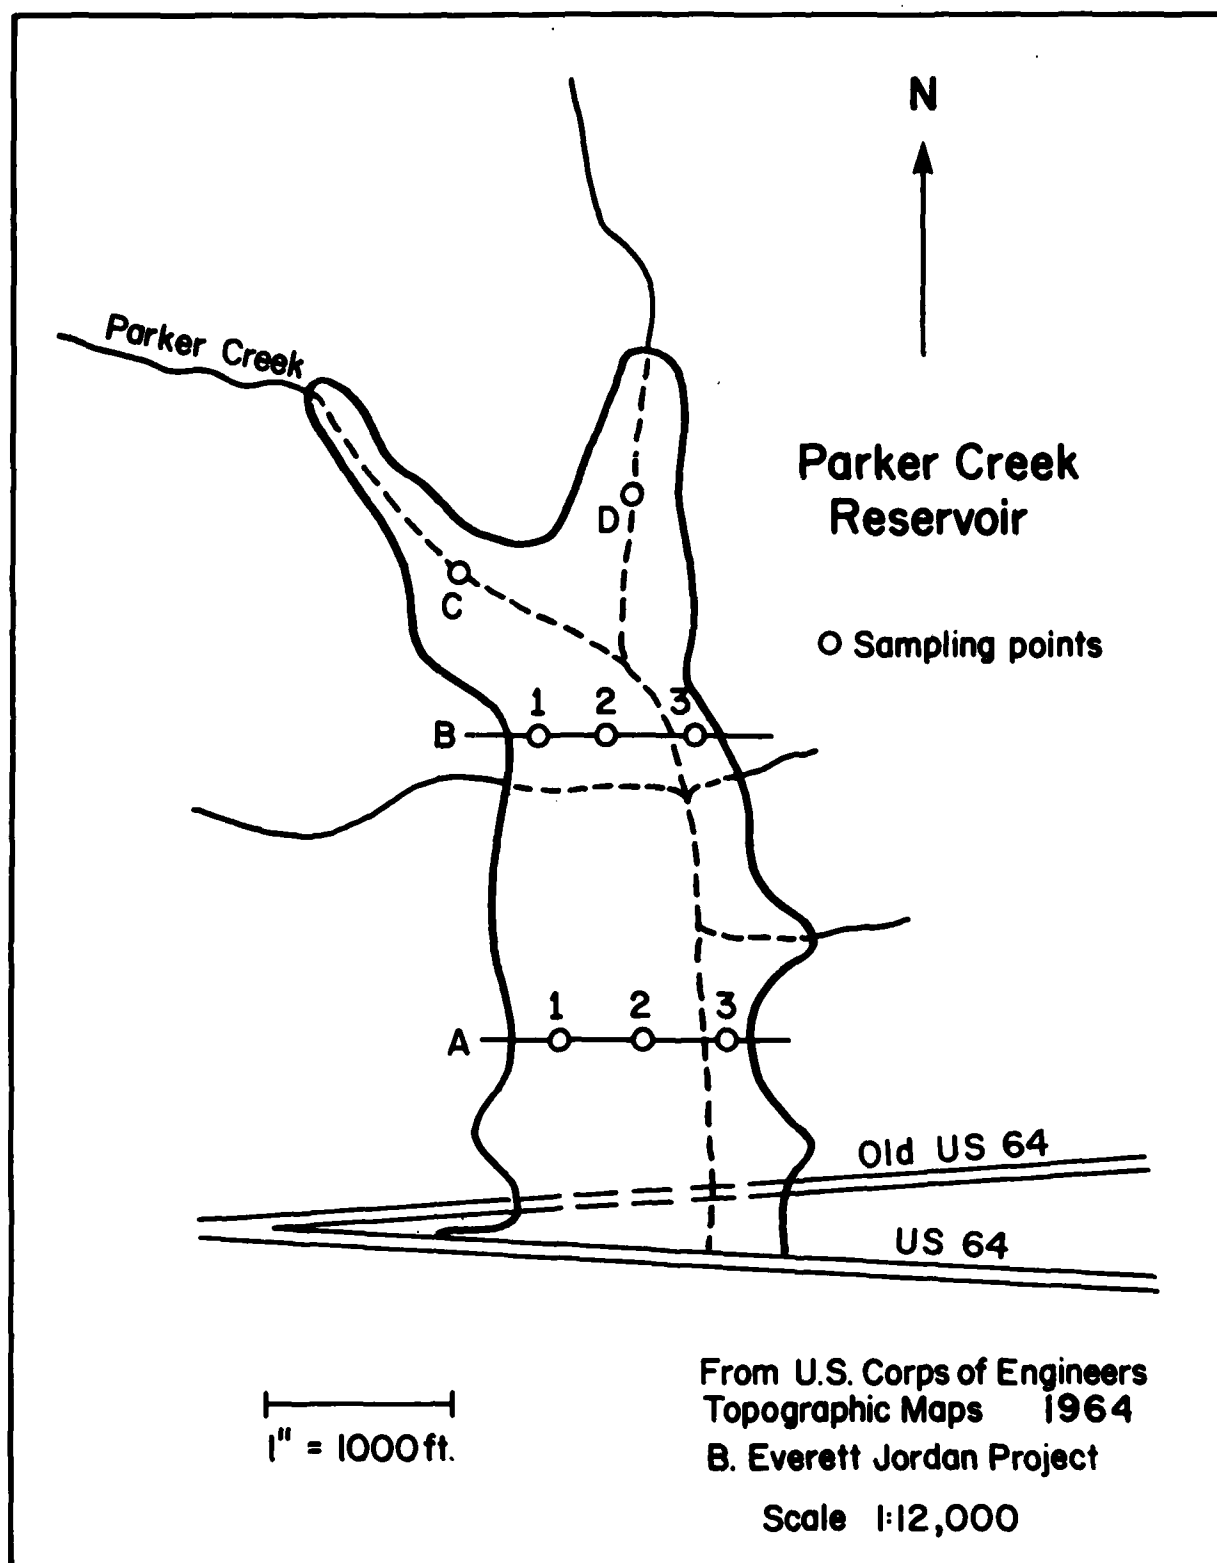 N
Parker Creek
Parker Creek
Reservoir
D
C
O Sampling points
1 2 3
B
1 2 3
A
Old US 64
US 64
1" = 1000 ft.
From U.S. Corps of Engineers
Topographic Maps 1964
B. Everett Jordan Project
Scale 1:12,000